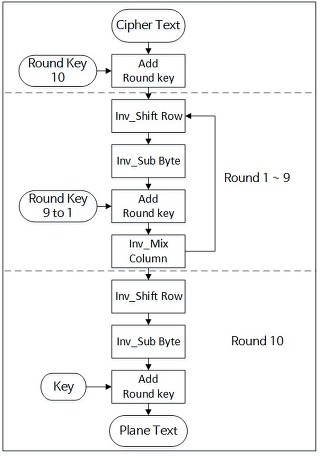 Cipher Text
Round Key
10
Add
Round key
Inv_Shift Row
Inv_Sub Byte
Round 1 ~ 9
Round Key
9 to 1
Add
Round key
Inv_Mix
Column
Inv_Shift Row
Inv_Sub Byte
Round 10
Key
Add
Round key
Plane Text